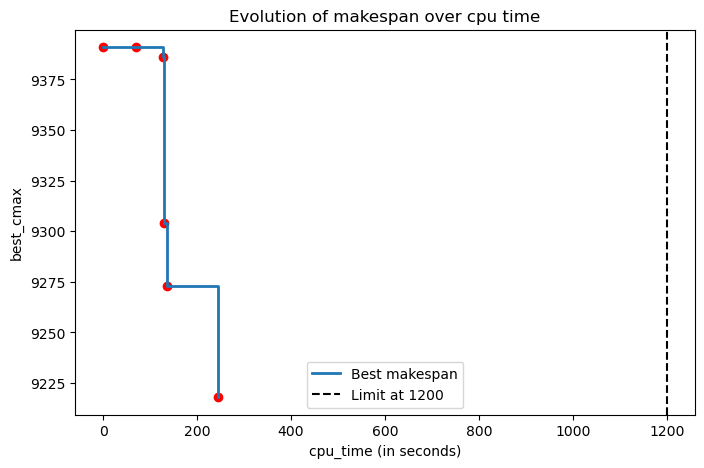 Evolution of makespan over cpu time
best_cmax
9375
9350
9325
9300
9275
9250
9225
0
200
400
600
800
1000
1200
cpu_time (in seconds)
Best makespan
Limit at 1200